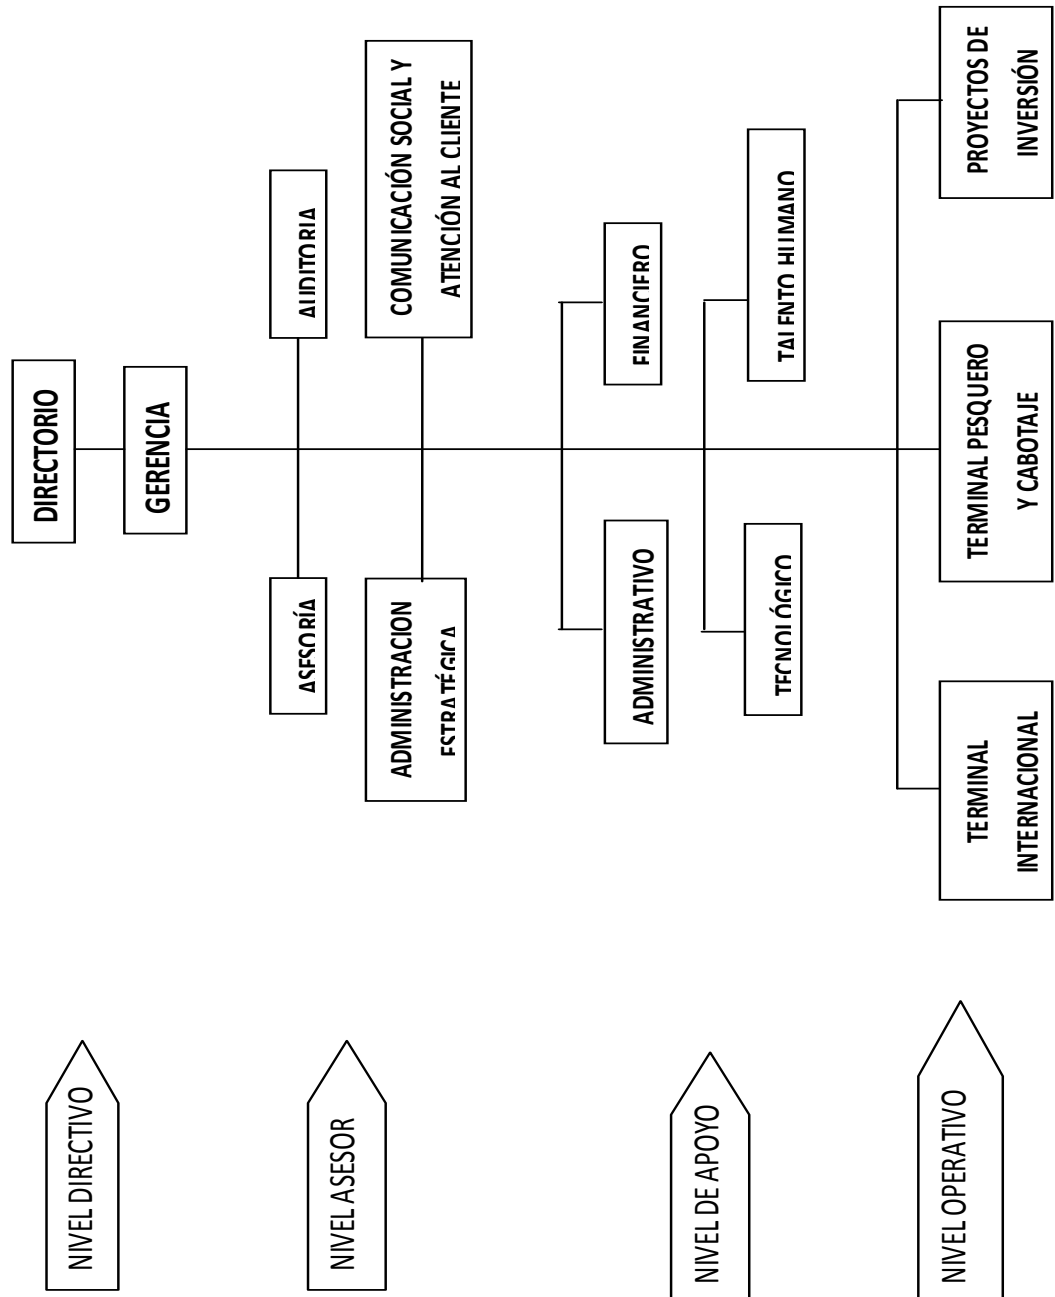 NIVEL DIRECTIVO
DIRECTORIO
GERENCIA
NIVEL ASESOR
ASESORÍA
AUDITORIA
ADMINISTRACION
ESTRATÉGICA
COMUNICACIÓN SOCIAL Y
ATENCIÓN AL CLIENTE
NIVEL DE APOYO
ADMINISTRATIVO
FINANCIERO
TECNOLÓGICO
TALENTO HUMANO
NIVEL OPERATIVO
TERMINAL
INTERNACIONAL
TERMINAL PESQUERO
Y CABOTAJE
PROYECTOS DE
INVERSIÓN